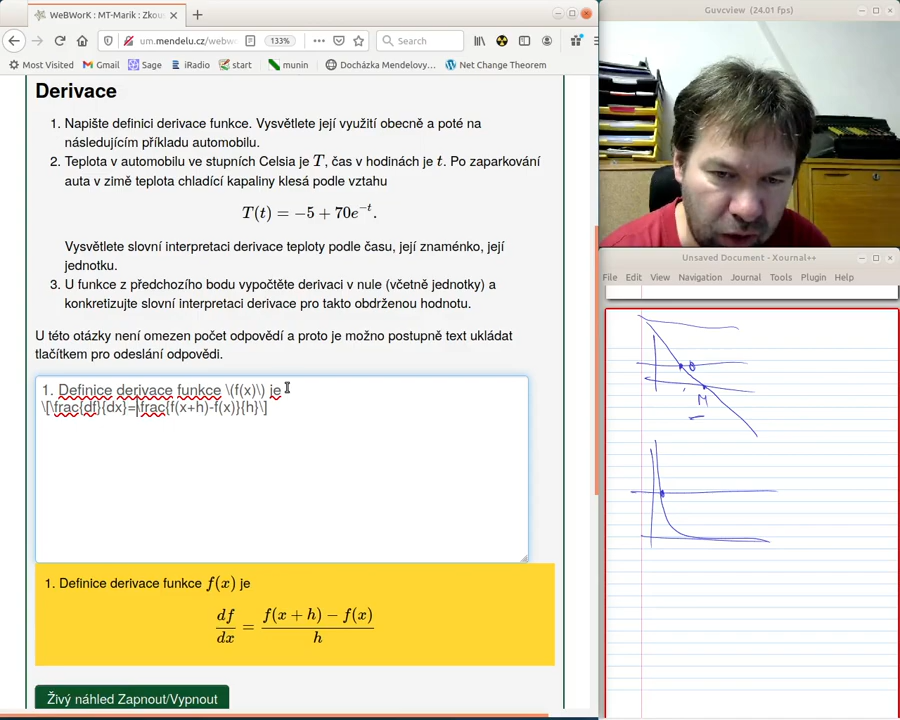 WeBWorK : MT-Marik : Zkou
um.mendelu.cz/webw
133%
Search
Most Visited
Gmail
Sage
iRadio
start
munin
Docházka Mendelovy...
Net Change Theorem
Derivace
1. Napište definici derivace funkce. Vysvětlete její využití obecně a poté na
následujícím příkladu automobilu.
2. Teplota v automobilu ve stupních Celsia je T, čas v hodinách je t. Po zaparkování
auta v zimě teplota chladící kapaliny klesá podle vztahu
T(t) = −5 + 70e^{−t}.
Vysvětlete slovní interpretaci derivace teploty podle času, její znaménko, její
jednotku.
3. U funkce z předchozího bodu vypočtěte derivaci v nule (včetně jednotky) a
konkretizujte slovní interpretaci derivace pro takto obdrženou hodnotu.
U této otázky není omezen počet odpovědí a proto je možno postupně text ukládat
tlačítkem pro odeslání odpovědi.
1. Definice derivace funkce \(f(x)\) je
\[\frac{df}{dx}=\frac{f(x+h)-f(x)}{h}\]
1. Definice derivace funkce f(x) je
df/dx = f(x + h) − f(x)/h
Živý náhled Zapnout/Vypnout
Guvcview (24.01 fps)
Unsaved Document - Xournal++
File Edit View Navigation Journal Tools Plugin Help
M